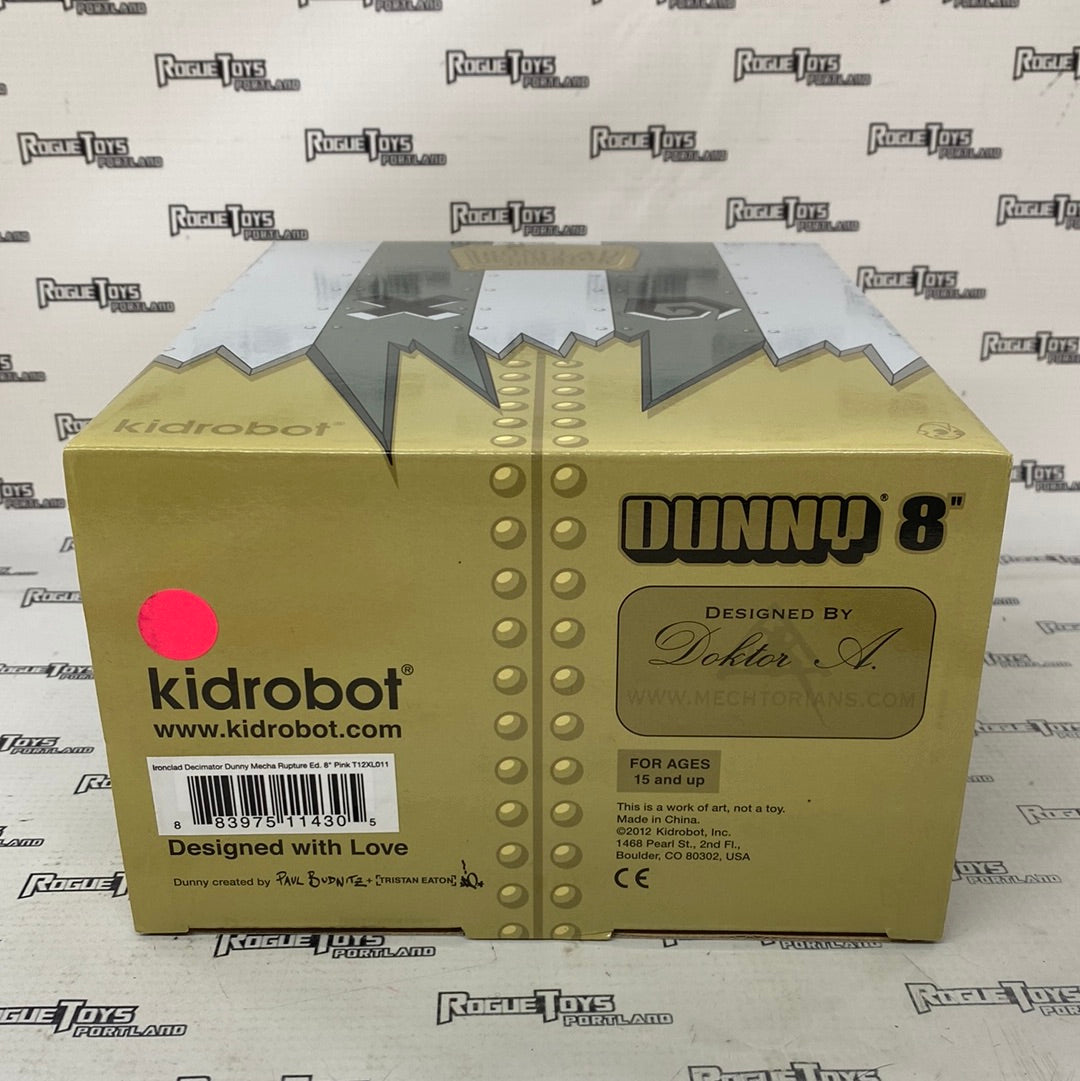 ROGUE TOYS
PORTLAND
kidrobot®
DUNNY® 8"
DESIGNED BY
Doktor A.
WWW.MECHTORIANS.COM
kidrobot®
www.kidrobot.com
Ironclad Decimator Dunny Mecha Rupture Ed. 8" Pink T12XL011
8 83975 11430 5
Designed with Love
Dunny created by PAUL BUDNITZ + [TRISTAN EATON]
FOR AGES
15 and up
This is a work of art, not a toy.
Made in China.
©2012 Kidrobot, Inc.
1468 Pearl St., 2nd Fl.,
Boulder, CO 80302, USA
CE